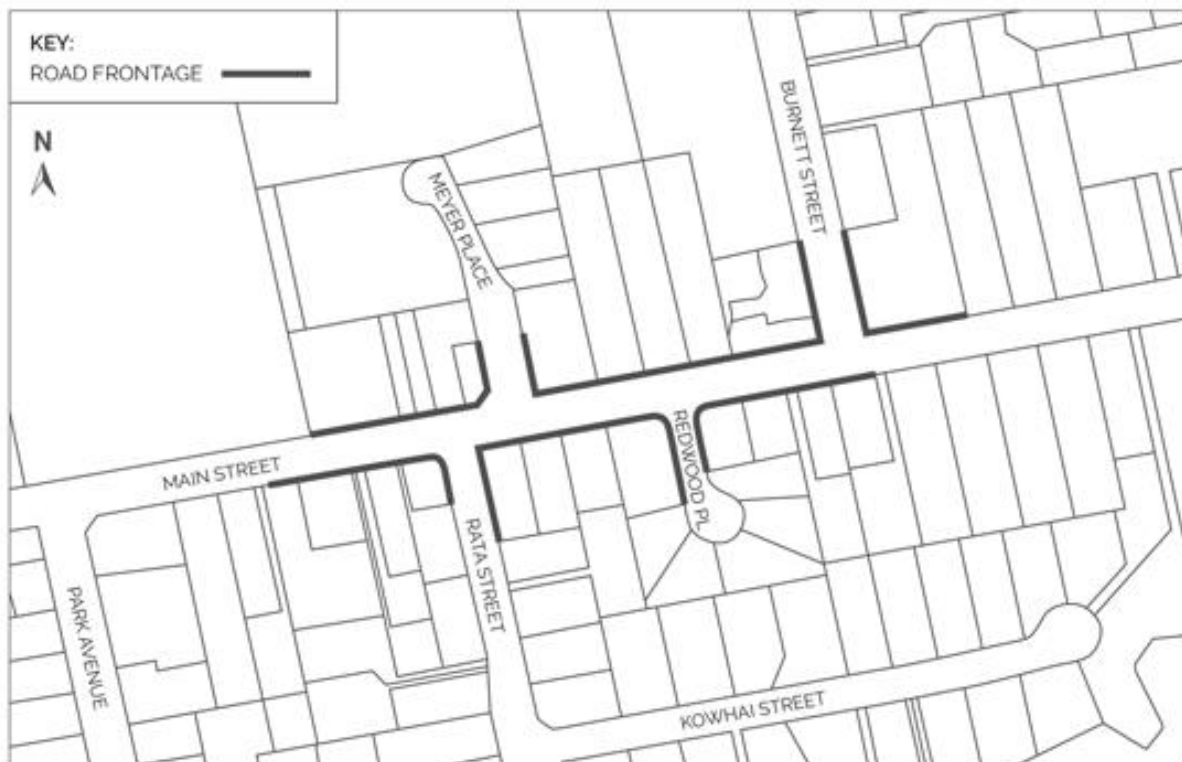 KEY:
ROAD FRONTAGE
N
BURNETT STREET
MEYER PLACE
MAIN STREET
REDWOOD PL
RATA STREET
PARK AVENUE
KOWHAI STREET